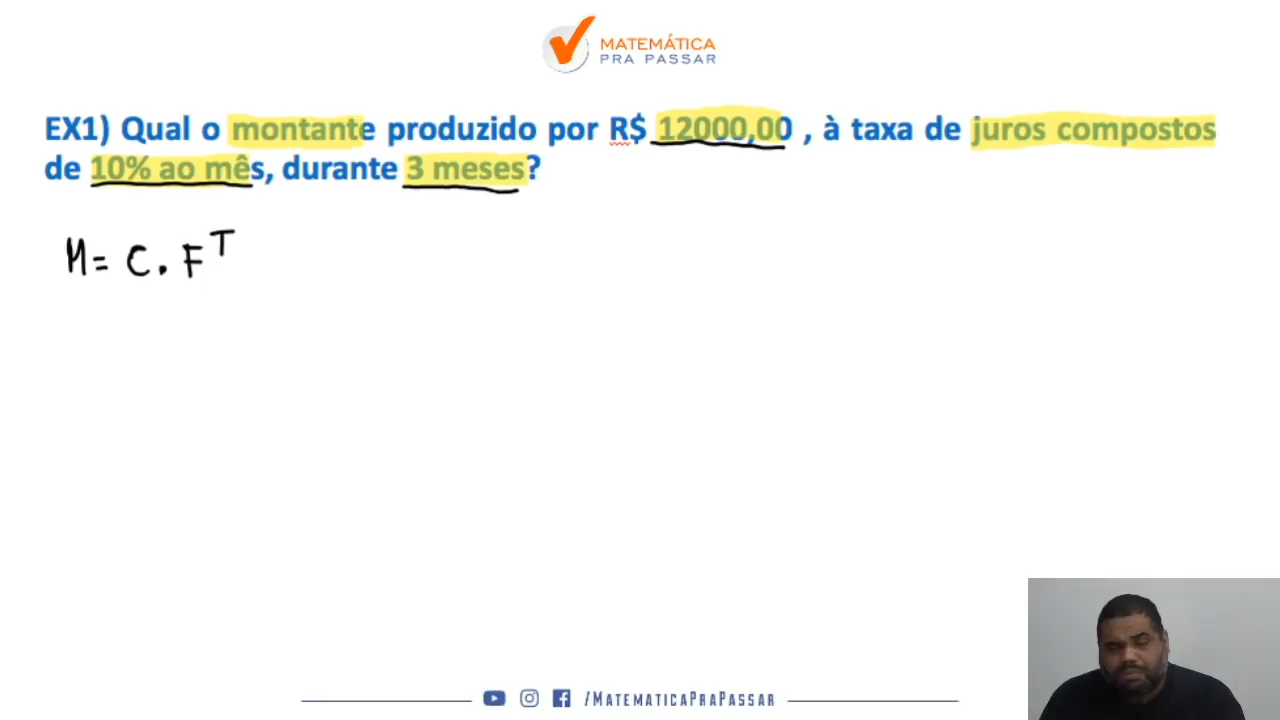 MATEMÁTICA
PRA PASSAR
EX1) Qual o montante produzido por R$ 12000,00 , à taxa de juros compostos
de 10% ao mês, durante 3 meses?
M = C . F^T
/MATEMATICAPRAPASSAR